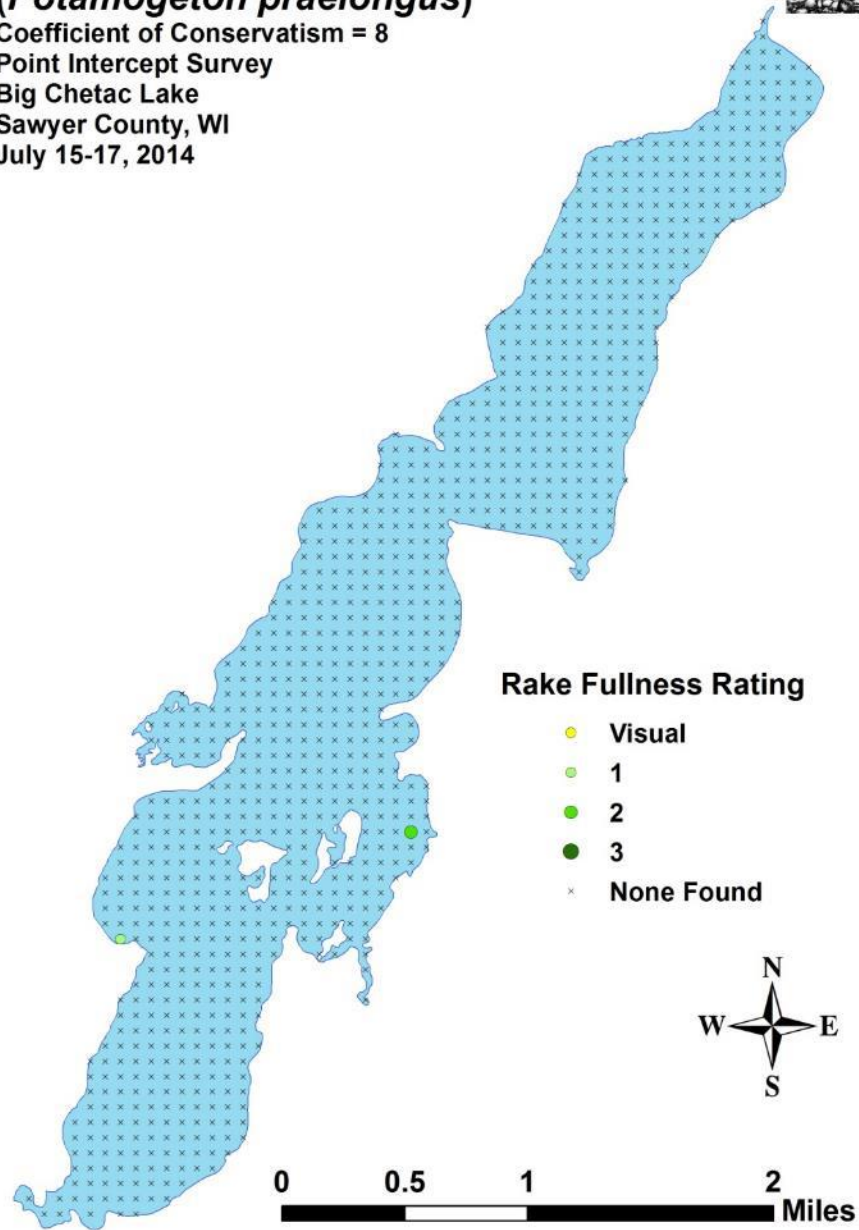 (Potamogeton praelongus)
Coefficient of Conservatism = 8
Point Intercept Survey
Big Chetac Lake
Sawyer County, WI
July 15-17, 2014
Rake Fullness Rating
Visual
1
2
3
None Found
N
W E
S
0 0.5 1 2
Miles